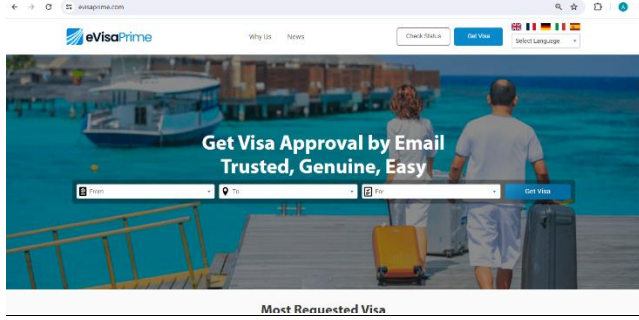 evisaprime.com
eVisaPrime
Why Us
News
Check Status
Get Visa
Select Language
Get Visa Approval by Email
Trusted, Genuine, Easy
From
To
For
Get Visa
Most Requested Visa